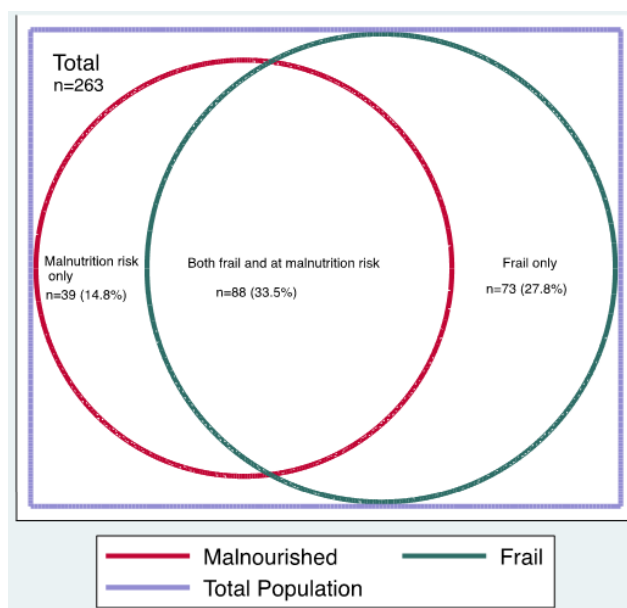 Total
n=263
Malnutrition risk
only
n=39 (14.8%)
Both frail and at malnutrition risk
n=88 (33.5%)
Frail only
n=73 (27.8%)
Malnourished
Frail
Total Population